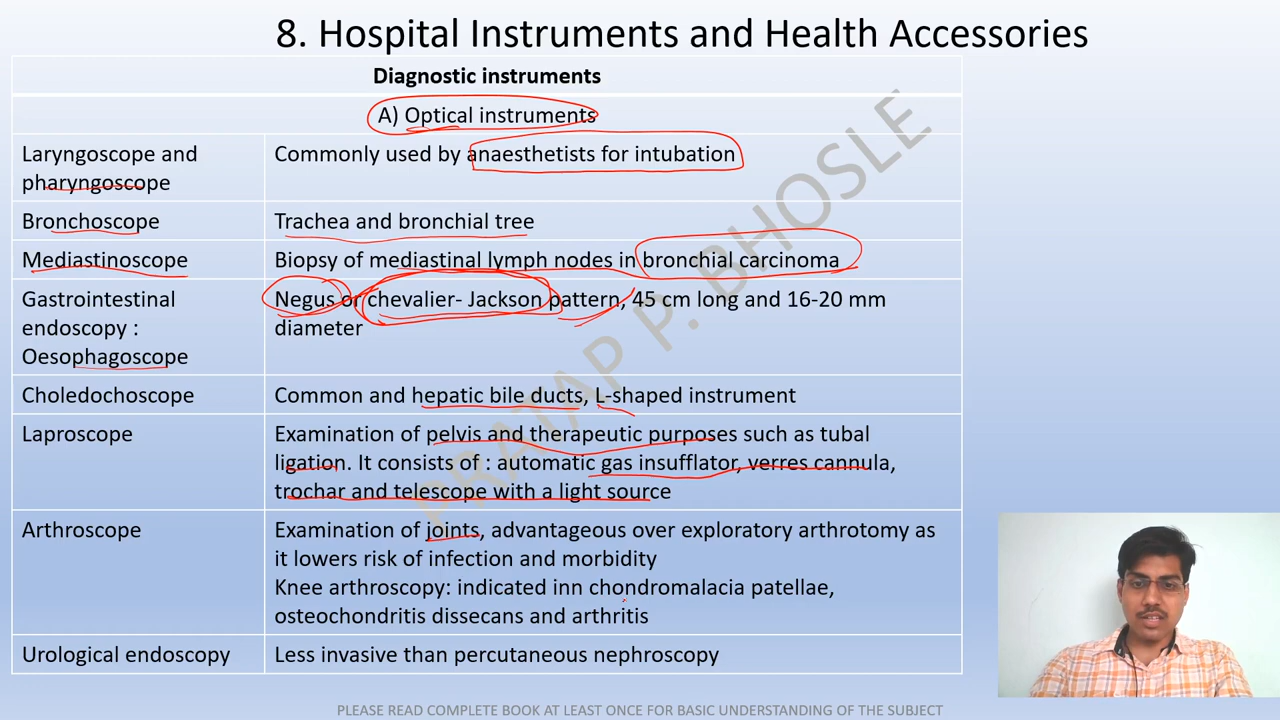 8. Hospital Instruments and Health Accessories
Diagnostic instruments
A) Optical instruments
Laryngoscope and
pharyngoscope
Commonly used by anaesthetists for intubation
Bronchoscope
Trachea and bronchial tree
Mediastinoscope
Biopsy of mediastinal lymph nodes in bronchial carcinoma
Gastrointestinal
endoscopy :
Oesophagoscope
Negus or chevalier- Jackson pattern, 45 cm long and 16-20 mm
diameter
Choledochoscope
Common and hepatic bile ducts, L-shaped instrument
Laproscope
Examination of pelvis and therapeutic purposes such as tubal
ligation. It consists of : automatic gas insufflator, verres cannula,
trochar and telescope with a light source
Arthroscope
Examination of joints, advantageous over exploratory arthrotomy as
it lowers risk of infection and morbidity
Knee arthroscopy: indicated inn chondromalacia patellae,
osteochondritis dissecans and arthritis
Urological endoscopy
Less invasive than percutaneous nephroscopy
PRATAP P. BHOSLE
PLEASE READ COMPLETE BOOK AT LEAST ONCE FOR BASIC UNDERSTANDING OF THE SUBJECT